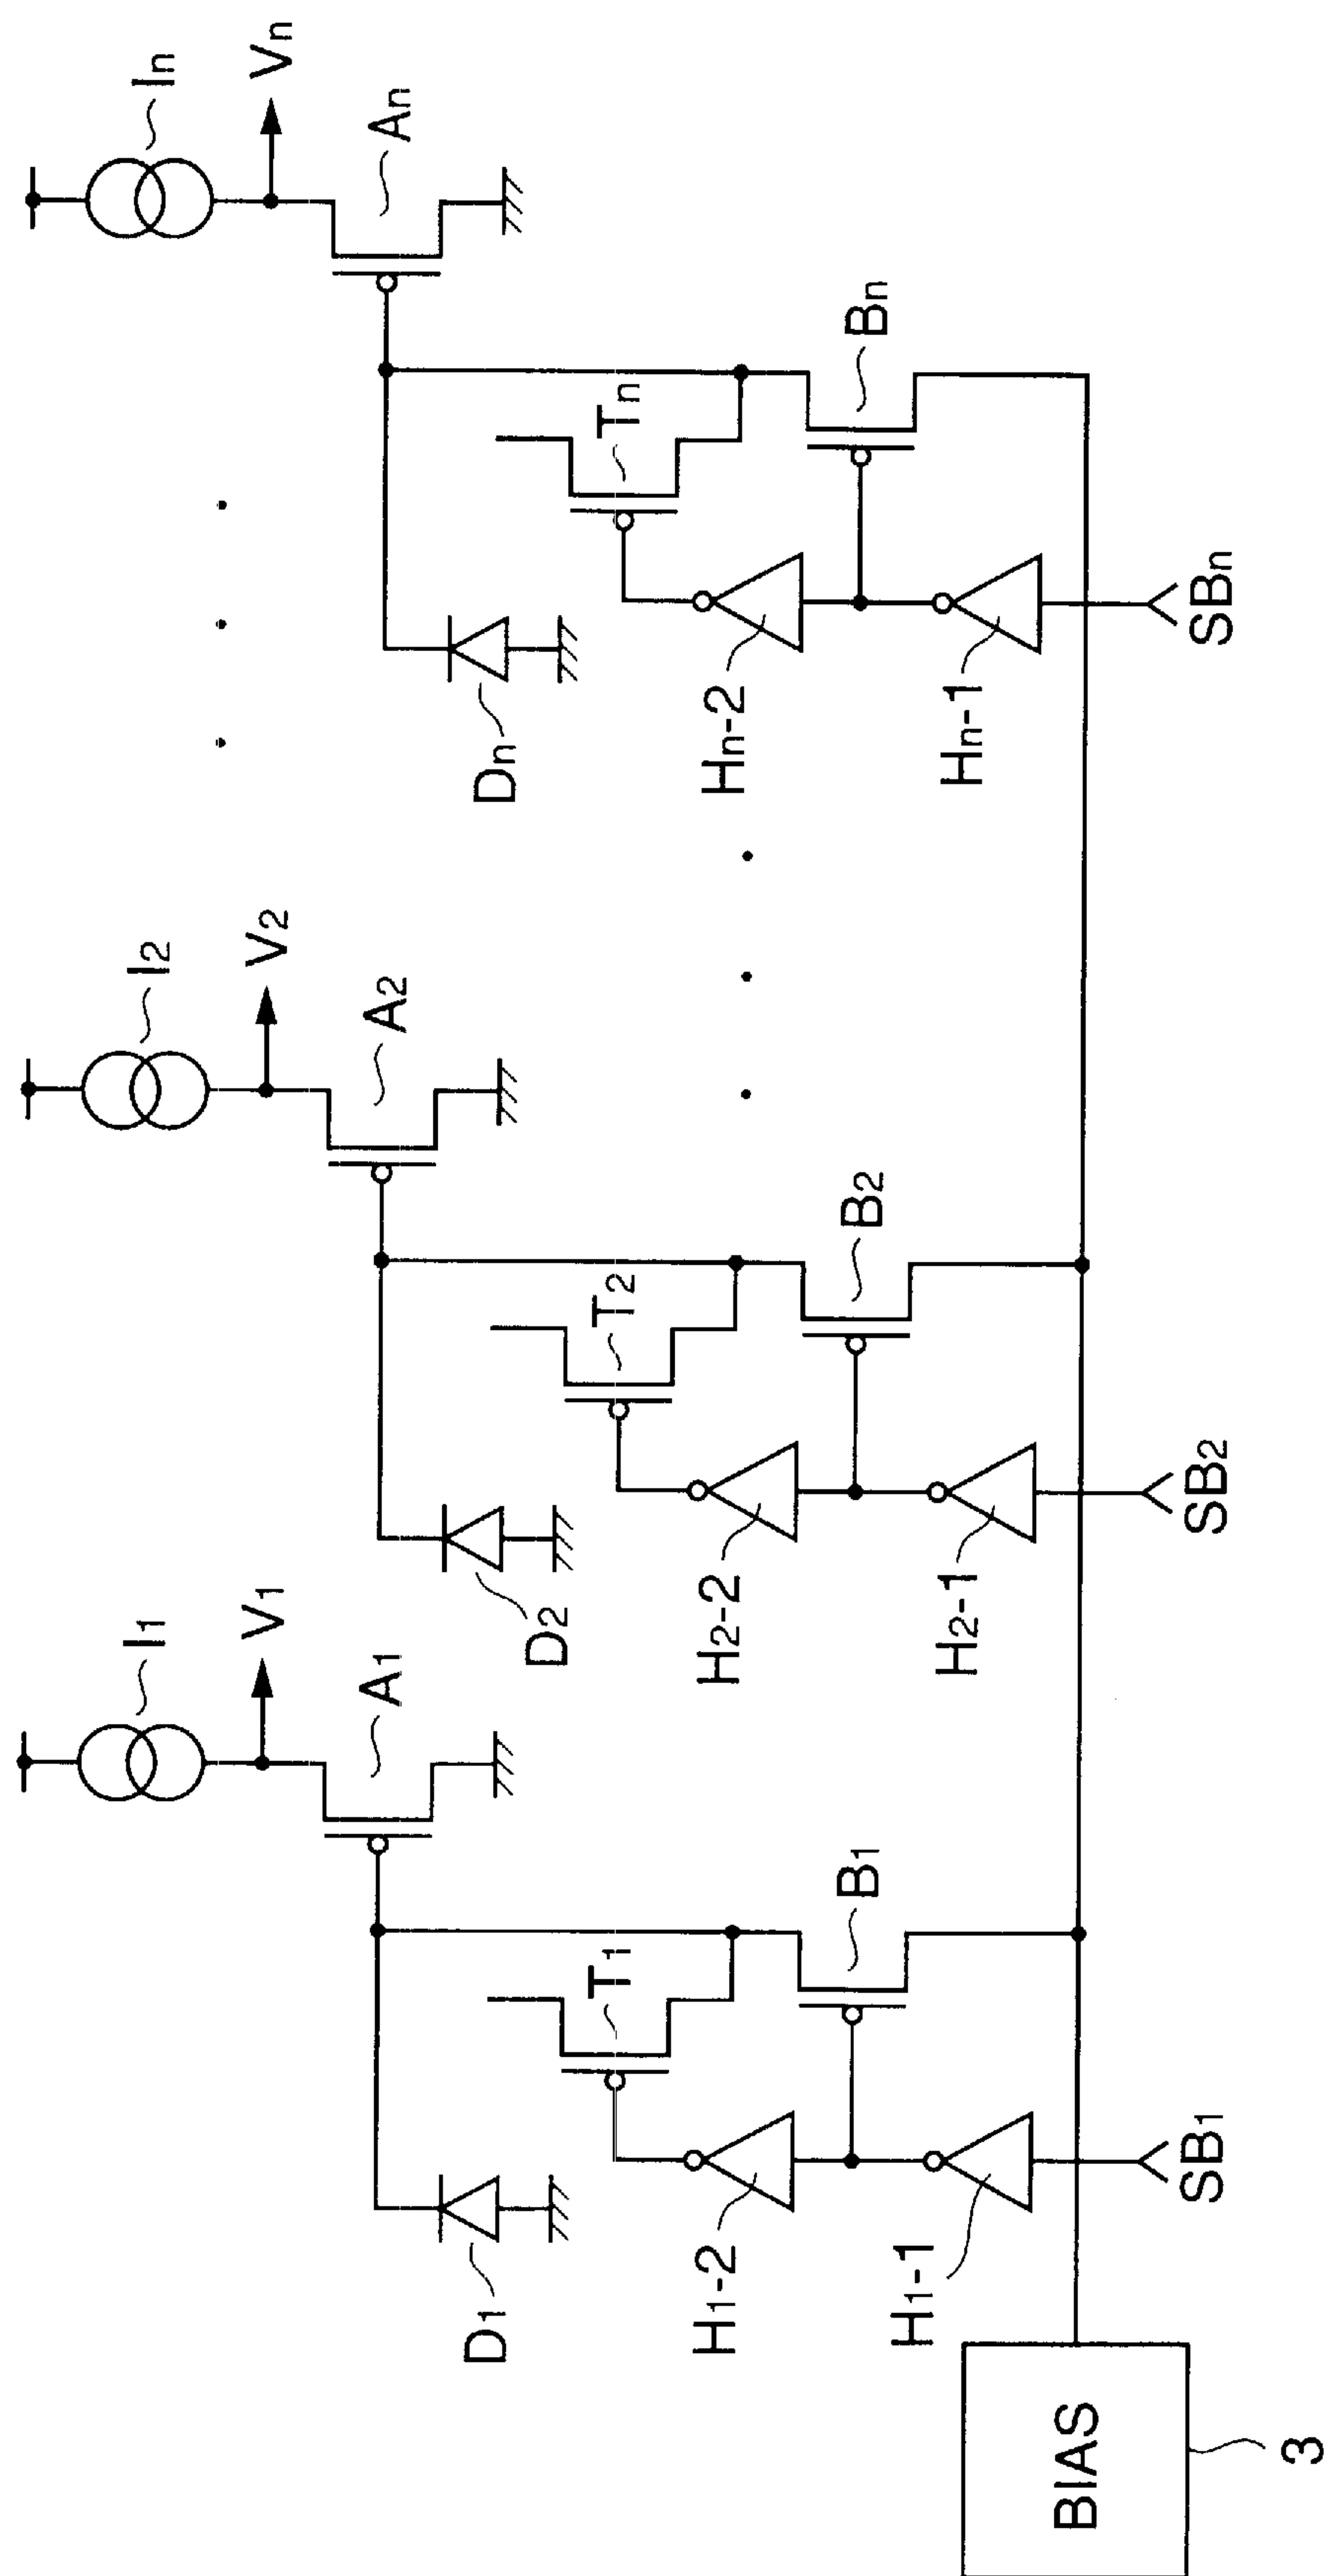 I1
V1
A1
D1
T1
B1
H1-2
H1-1
SB1
I2
V2
A2
D2
T2
B2
H2-2
H2-1
SB2
In
Vn
An
Dn
Tn
Bn
Hn-2
Hn-1
SBn
BIAS
3